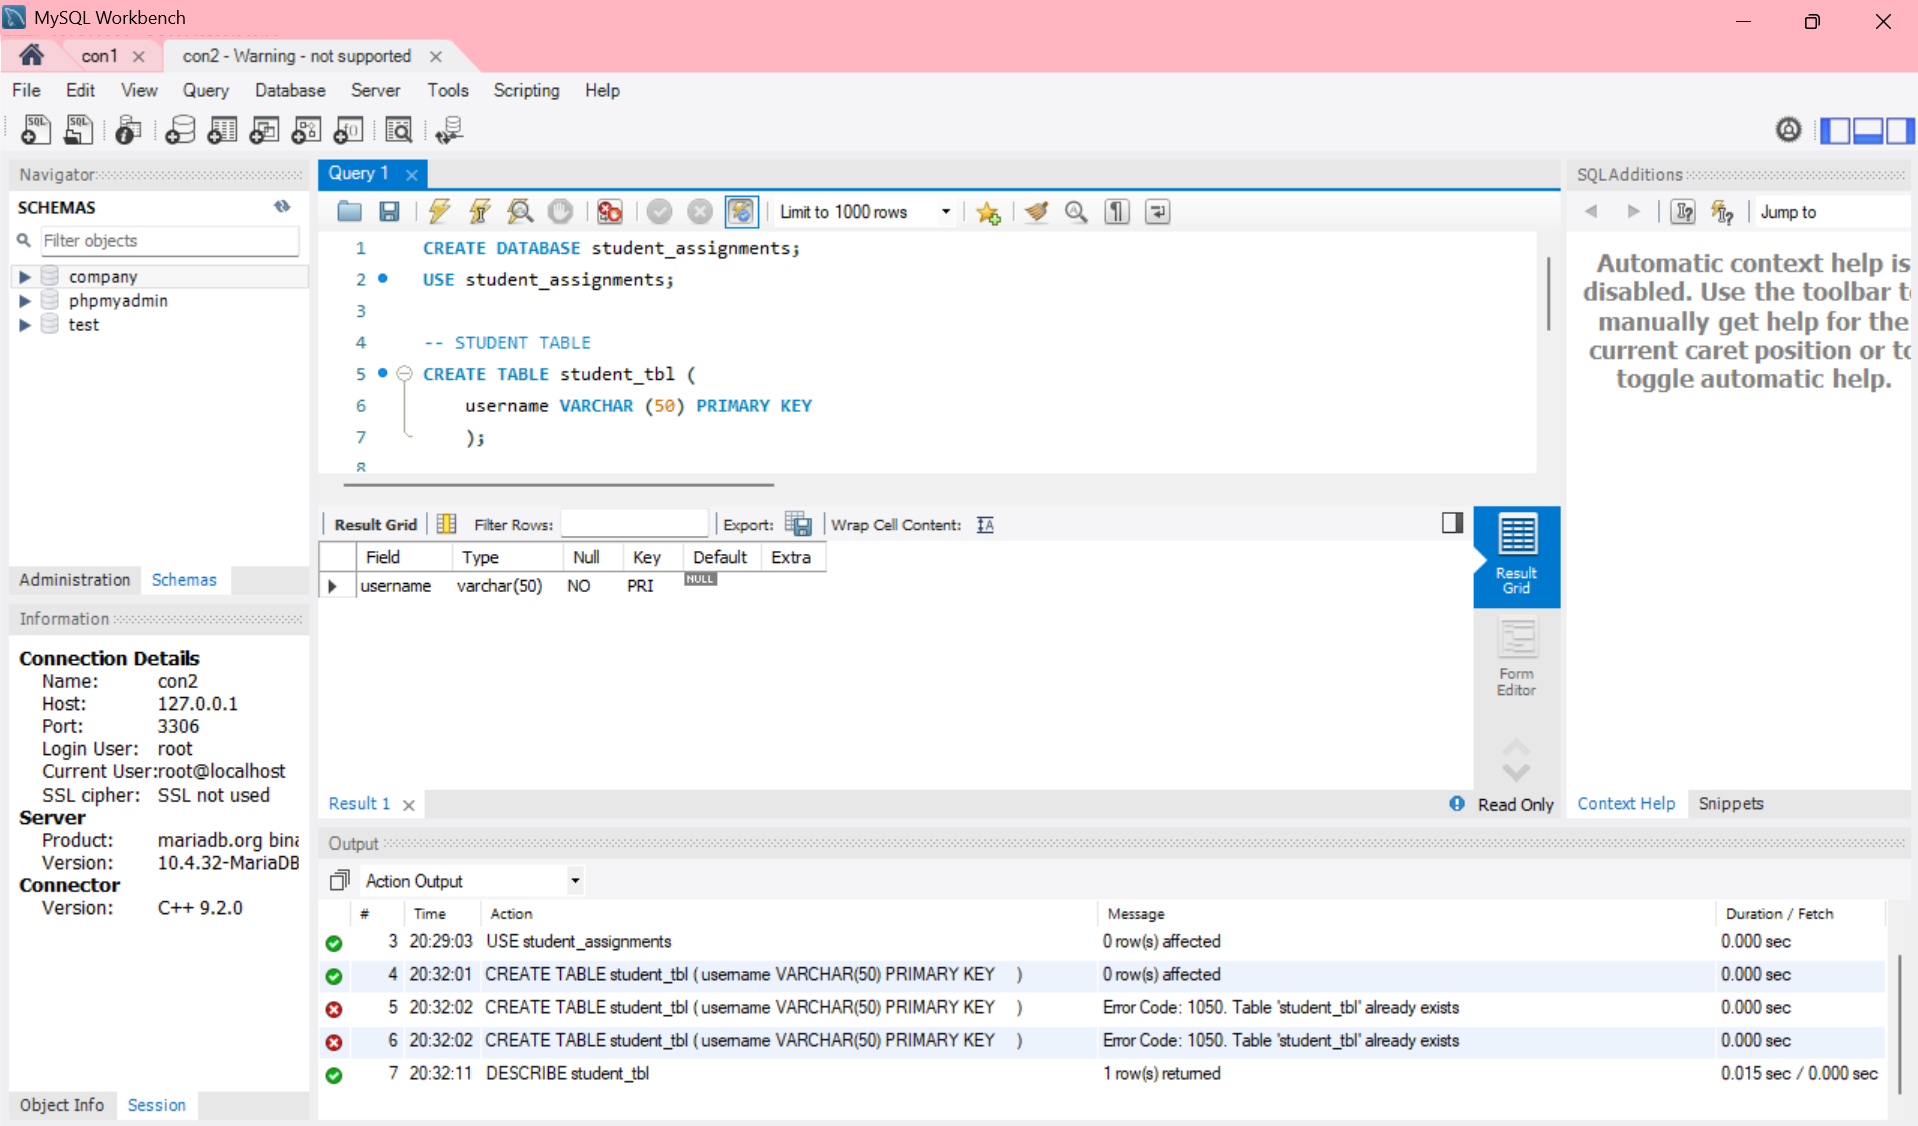 MySQL Workbench
con1
con2 - Warning - not supported
File Edit View Query Database Server Tools Scripting Help
Navigator
SCHEMAS
Filter objects
company
phpmyadmin
test
Administration Schemas
Information
Connection Details
Name: con2
Host: 127.0.0.1
Port: 3306
Login User: root
Current User:root@localhost
SSL cipher: SSL not used
Server
Product: mariadb.org bina
Version: 10.4.32-MariaDB
Connector
Version: C++ 9.2.0
Object Info Session
Query 1
Limit to 1000 rows
1 CREATE DATABASE student_assignments;
2 USE student_assignments;
3
4 -- STUDENT TABLE
5 CREATE TABLE student_tbl (
6 username VARCHAR (50) PRIMARY KEY
7 );
8
Result Grid Filter Rows: Export: Wrap Cell Content:
Field Type Null Key Default Extra
username varchar(50) NO PRI NULL
Result Grid
Form Editor
Result 1
Read Only
SQLAdditions
Jump to
Automatic context help is
disabled. Use the toolbar to
manually get help for the
current caret position or to
toggle automatic help.
Context Help Snippets
Output
Action Output
# Time Action Message Duration / Fetch
3 20:29:03 USE student_assignments 0 row(s) affected 0.000 sec
4 20:32:01 CREATE TABLE student_tbl ( username VARCHAR(50) PRIMARY KEY ) 0 row(s) affected 0.000 sec
5 20:32:02 CREATE TABLE student_tbl ( username VARCHAR(50) PRIMARY KEY ) Error Code: 1050. Table 'student_tbl' already exists 0.000 sec
6 20:32:02 CREATE TABLE student_tbl ( username VARCHAR(50) PRIMARY KEY ) Error Code: 1050. Table 'student_tbl' already exists 0.000 sec
7 20:32:11 DESCRIBE student_tbl 1 row(s) returned 0.015 sec / 0.000 sec